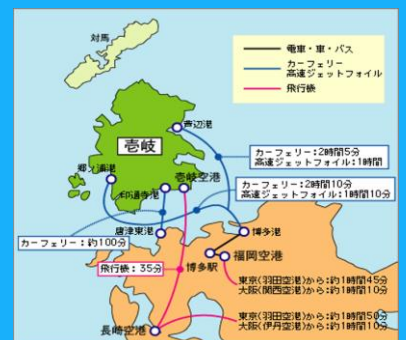 対馬
電車・車・バス
カーフェリー
高速ジェットフォイル
飛行機
芦辺港
壱岐
カーフェリー：2時間5分
高速ジェットフォイル：1時間
郷ノ浦港
印通寺港
壱岐空港
カーフェリー：2時間10分
高速ジェットフォイル：1時間10分
唐津東港
博多港
カーフェリー：約100分
福岡空港
博多駅
飛行機：35分
東京(羽田空港)から：約1時間45分
大阪(関西空港)から：約1時間10分
長崎空港
東京(羽田空港)から：約1時間50分
大阪(伊丹空港)から：約1時間10分